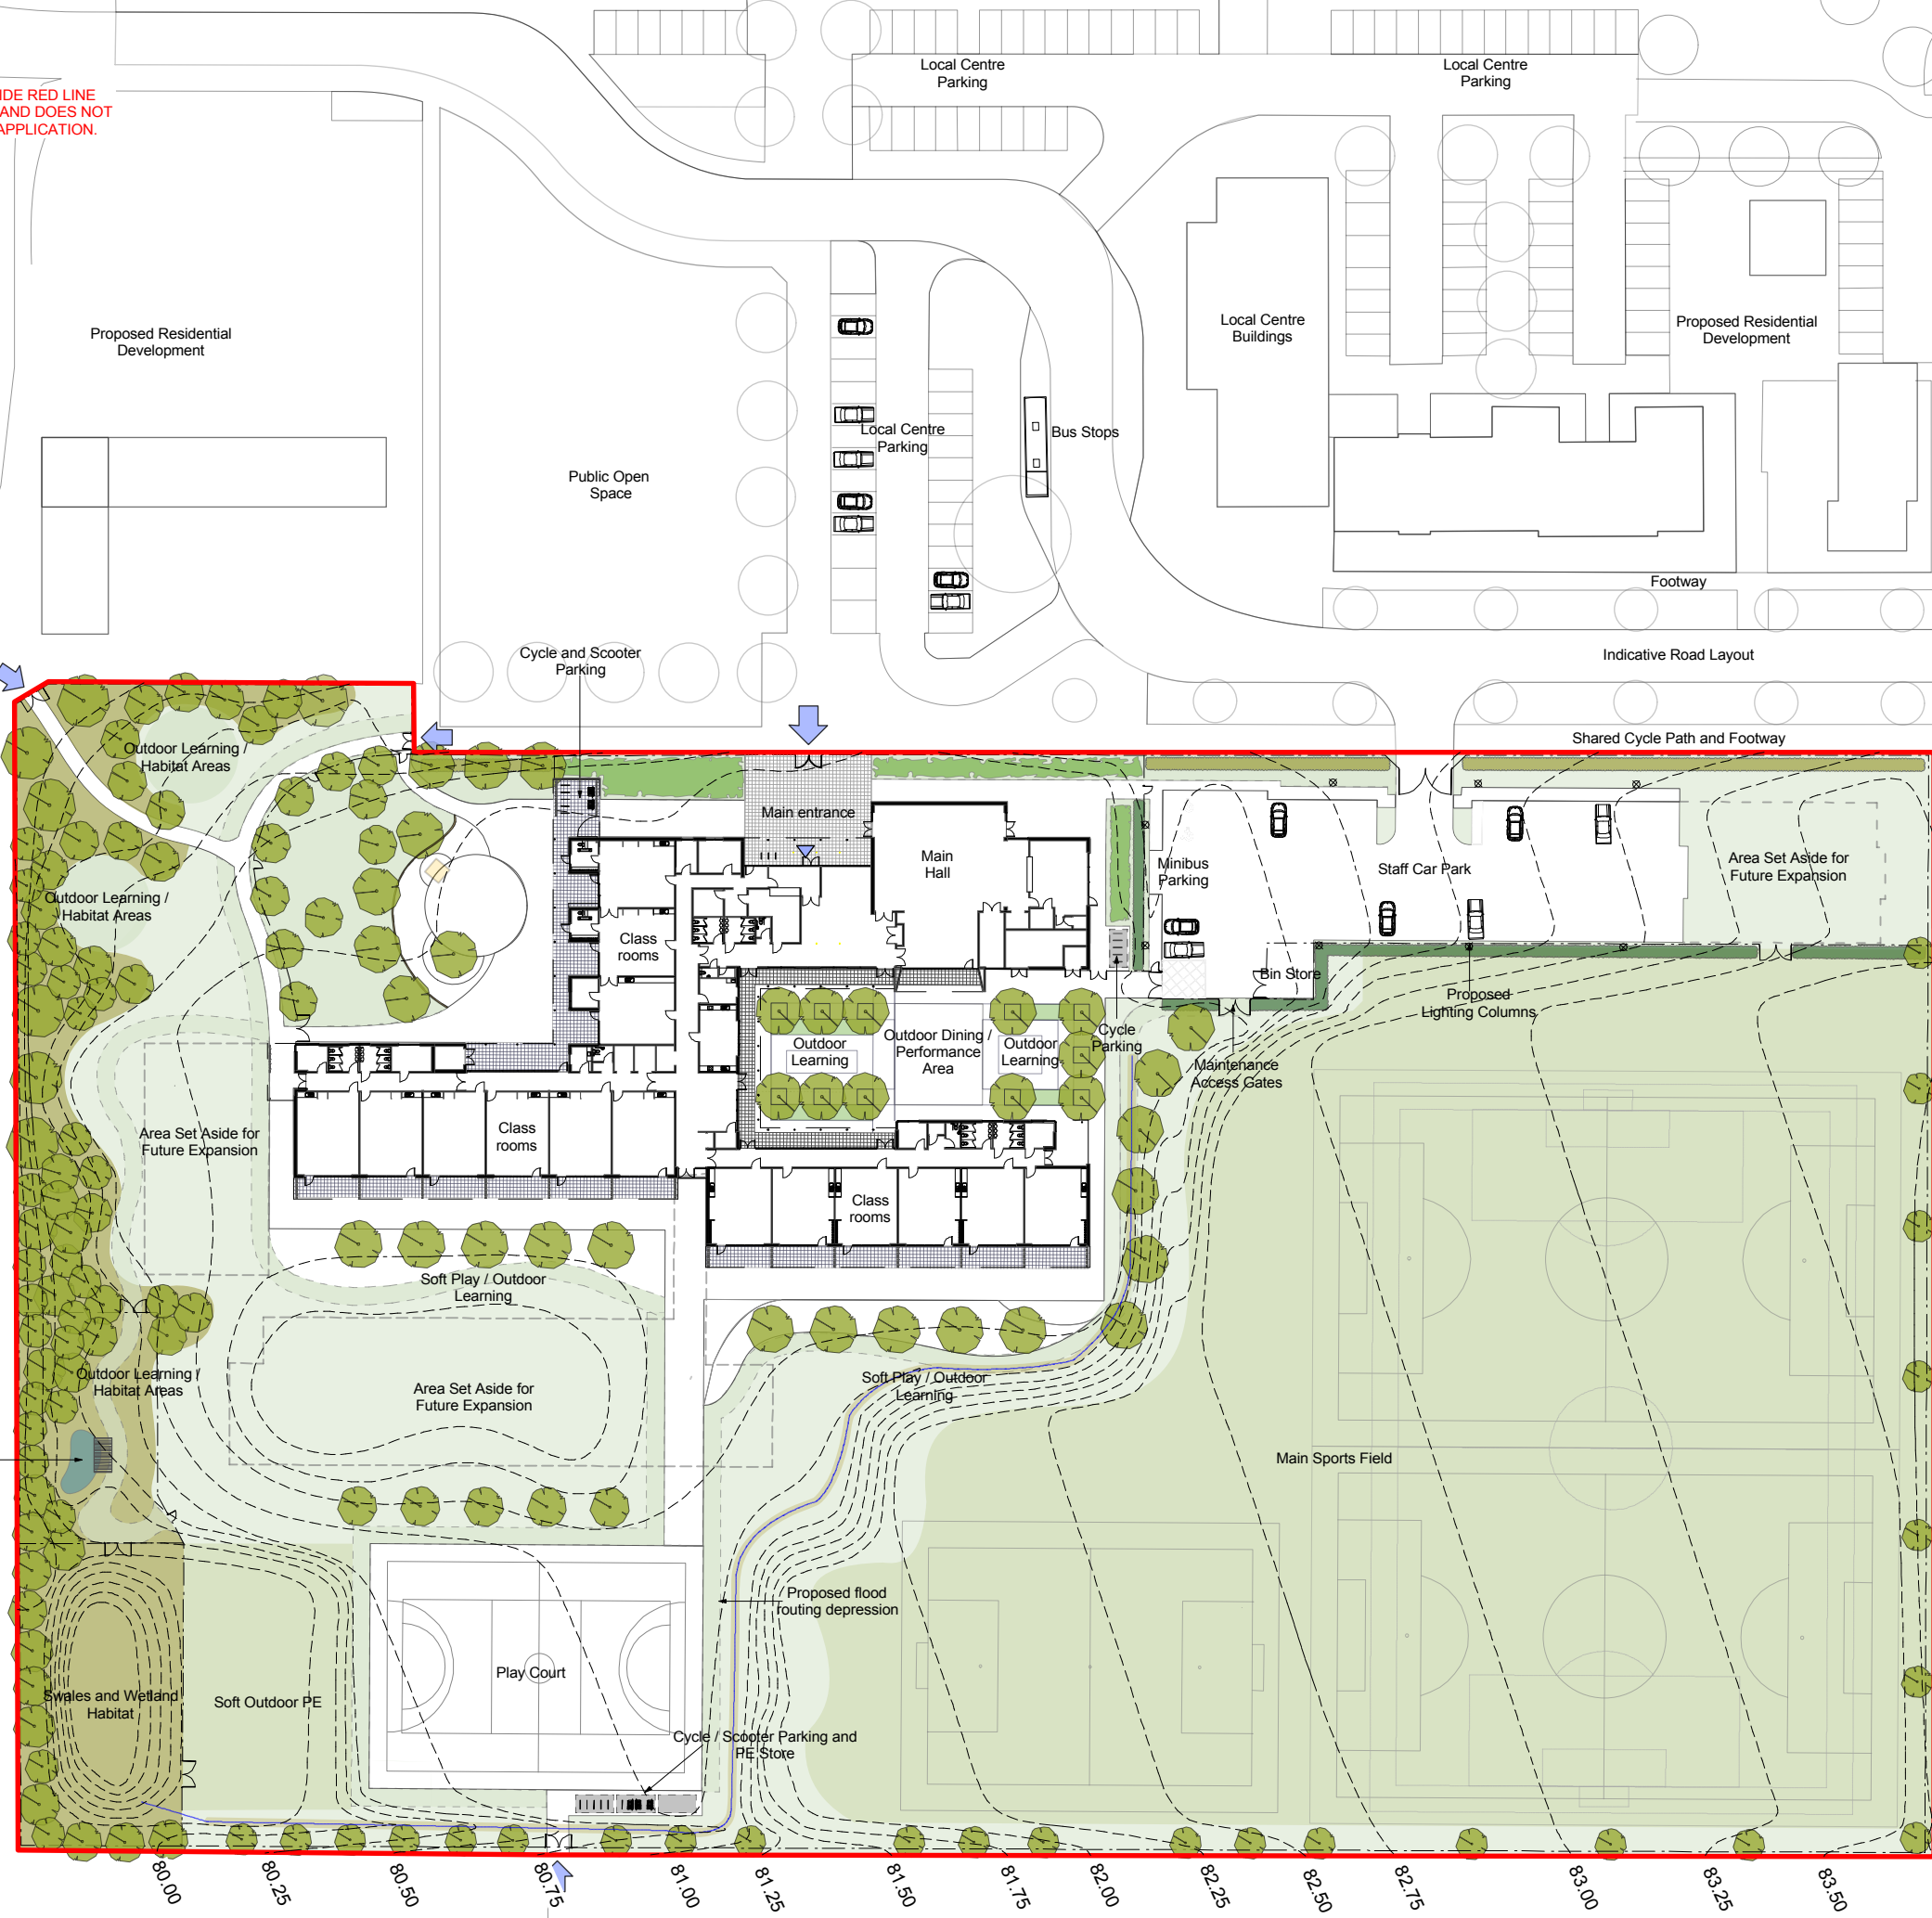 Local Centre
Parking
Local Centre
Parking
IDE RED LINE
AND DOES NOT
APPLICATION.
Proposed Residential
Development
Local Centre
Buildings
Proposed Residential
Development
Local Centre
Parking
Bus Stops
Public Open
Space
Footway
Cycle and Scooter
Parking
Indicative Road Layout
Shared Cycle Path and Footway
Outdoor Learning /
Habitat Areas
Main entrance
Main
Hall
Minibus
Parking
Staff Car Park
Area Set Aside for
Future Expansion
Outdoor Learning /
Habitat Areas
Class
rooms
Bin Store
Proposed
Lighting Columns
Outdoor
Learning
Outdoor Dining /
Performance
Area
Outdoor
Learning
Cycle
Parking
Maintenance
Access Gates
Area Set Aside for
Future Expansion
Class
rooms
Class
rooms
Soft Play / Outdoor
Learning
Outdoor Learning /
Habitat Areas
Area Set Aside for
Future Expansion
Soft Play / Outdoor
Learning
Main Sports Field
Proposed flood
routing depression
Play Court
Swales and Wetland
Habitat
Soft Outdoor PE
Cycle / Scooter Parking and
PE Store
80.00
80.25
80.50
80.75
81.00
81.25
81.50
81.75
82.00
82.25
82.50
82.75
83.00
83.25
83.50